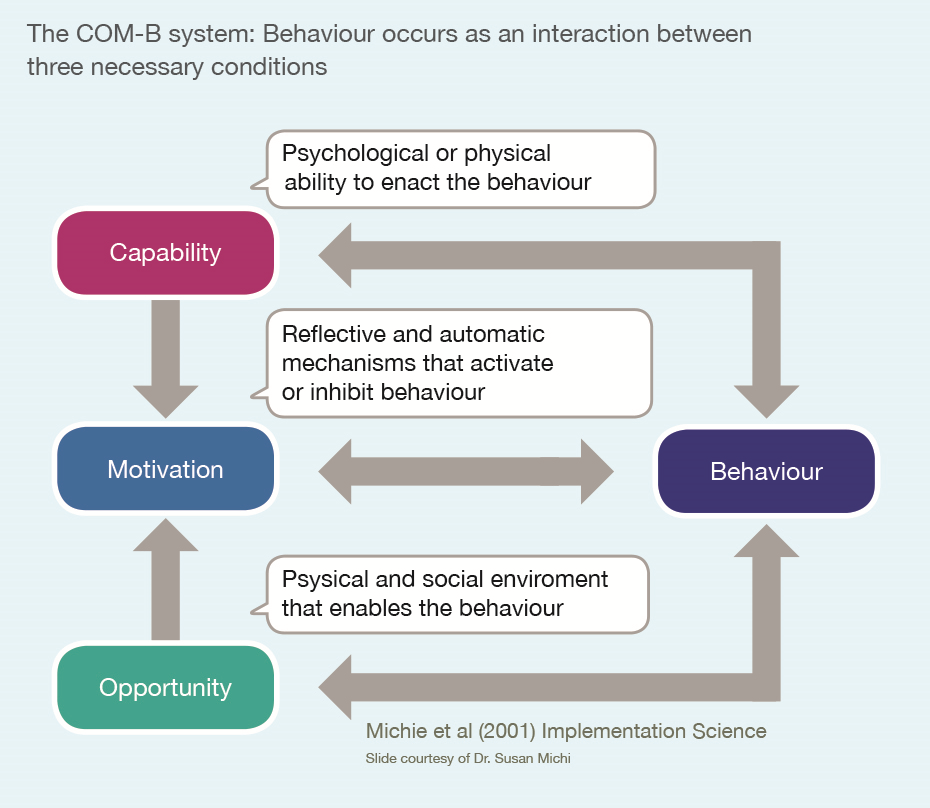 The COM-B system: Behaviour occurs as an interaction between
three necessary conditions
Psychological or physical
ability to enact the behaviour
Capability
Reflective and automatic
mechanisms that activate
or inhibit behaviour
Motivation
Behaviour
Psysical and social enviroment
that enables the behaviour
Opportunity
Michie et al (2001) Implementation Science
Slide courtesy of Dr. Susan Michi